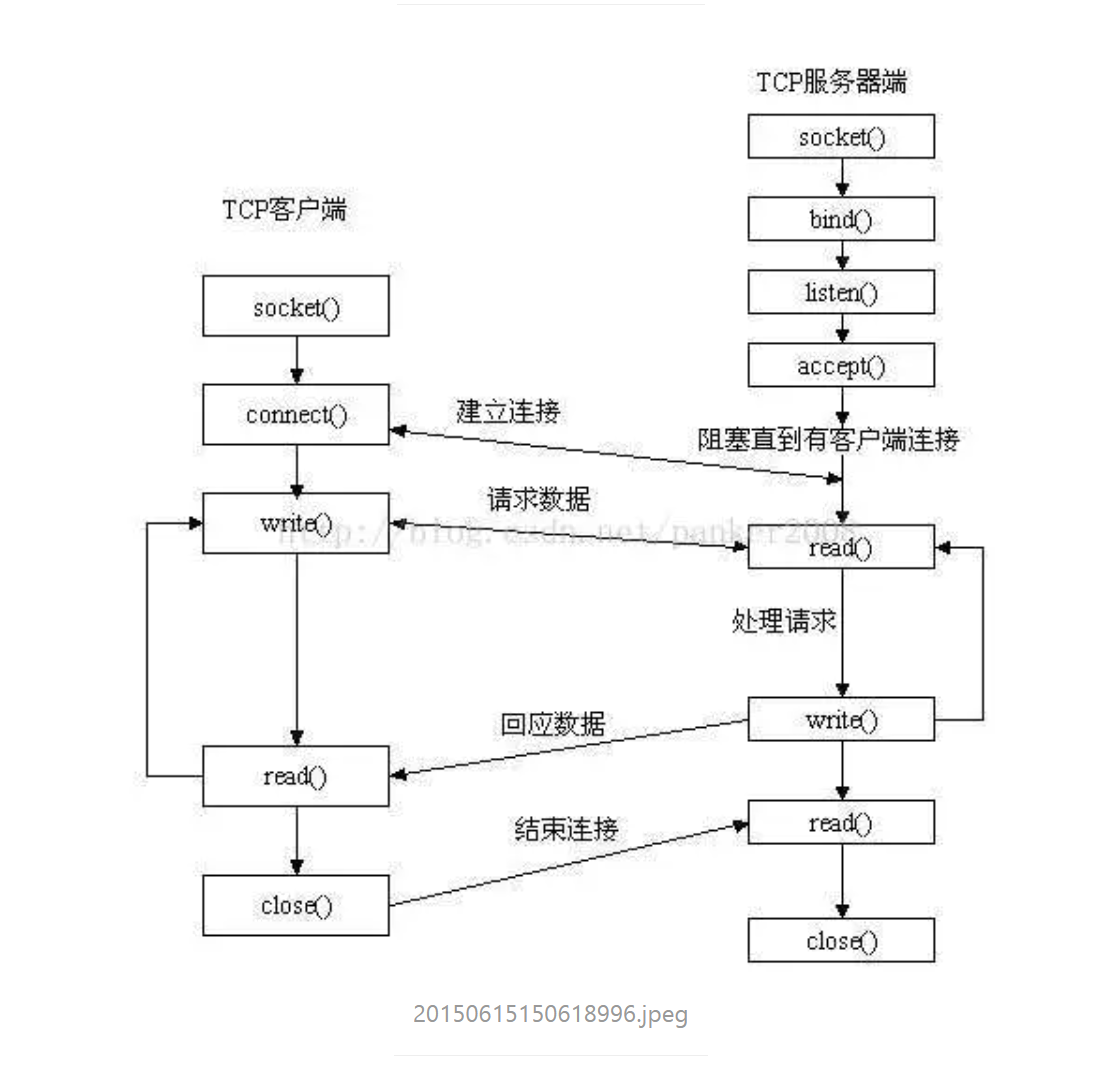 TCP服务器端
socket()
bind()
TCP客户端
listen()
socket()
accept()
connect()
建立连接
阻塞直到有客户端连接
请求数据
write()
http://blog.csdn.net/panker2008
read()
处理请求
write()
回应数据
read()
read()
结束连接
close()
close()
20150615150618996.jpeg